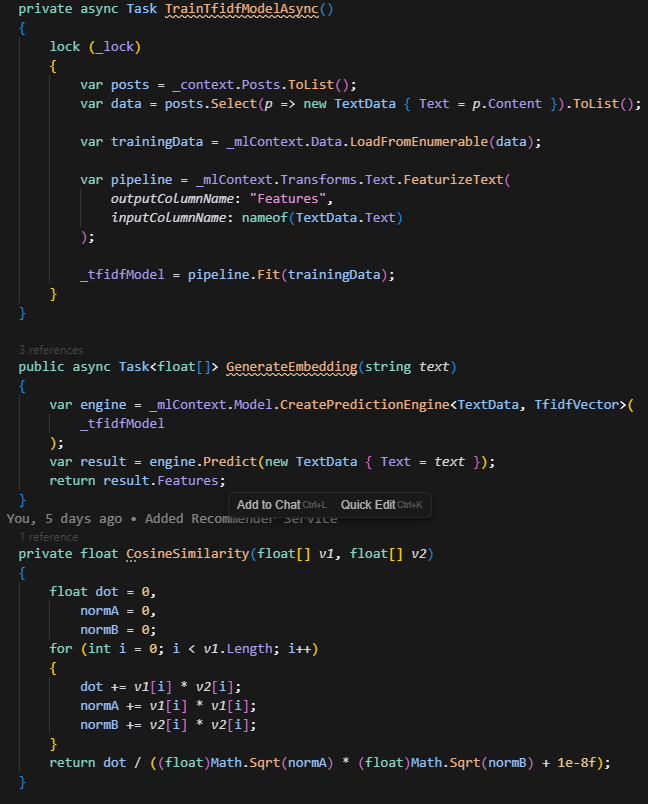 private async Task TrainTfidfModelAsync()
{
    lock (_lock)
    {
        var posts = _context.Posts.ToList();
        var data = posts.Select(p => new TextData { Text = p.Content }).ToList();

        var trainingData = _mlContext.Data.LoadFromEnumerable(data);

        var pipeline = _mlContext.Transforms.Text.FeaturizeText(
            outputColumnName: "Features",
            inputColumnName: nameof(TextData.Text)
        );

        _tfidfModel = pipeline.Fit(trainingData);
    }
}

3 references
public async Task<float[]> GenerateEmbedding(string text)
{
    var engine = _mlContext.Model.CreatePredictionEngine<TextData, TfidfVector>(
        _tfidfModel
    );
    var result = engine.Predict(new TextData { Text = text });
    return result.Features;
}
Add to Chat Ctrl+L Quick Edit Ctrl+K
You, 5 days ago • Added Recommender Service
1 reference
private float CosineSimilarity(float[] v1, float[] v2)
{
    float dot = 0,
        normA = 0,
        normB = 0;
    for (int i = 0; i < v1.Length; i++)
    {
        dot += v1[i] * v2[i];
        normA += v1[i] * v1[i];
        normB += v2[i] * v2[i];
    }
    return dot / ((float)Math.Sqrt(normA) * (float)Math.Sqrt(normB) + 1e-8f);
}